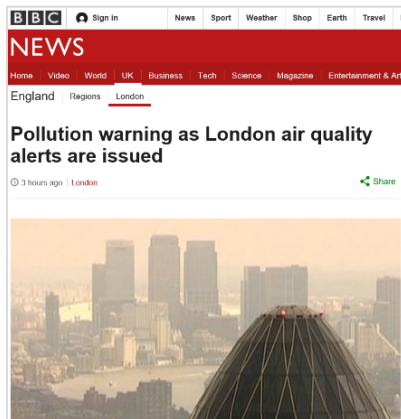 BBC Sign in News Sport Weather Shop Earth Travel
NEWS
Home Video World UK Business Tech Science Magazine Entertainment & Art
England Regions London
Pollution warning as London air quality
alerts are issued
3 hours ago London Share